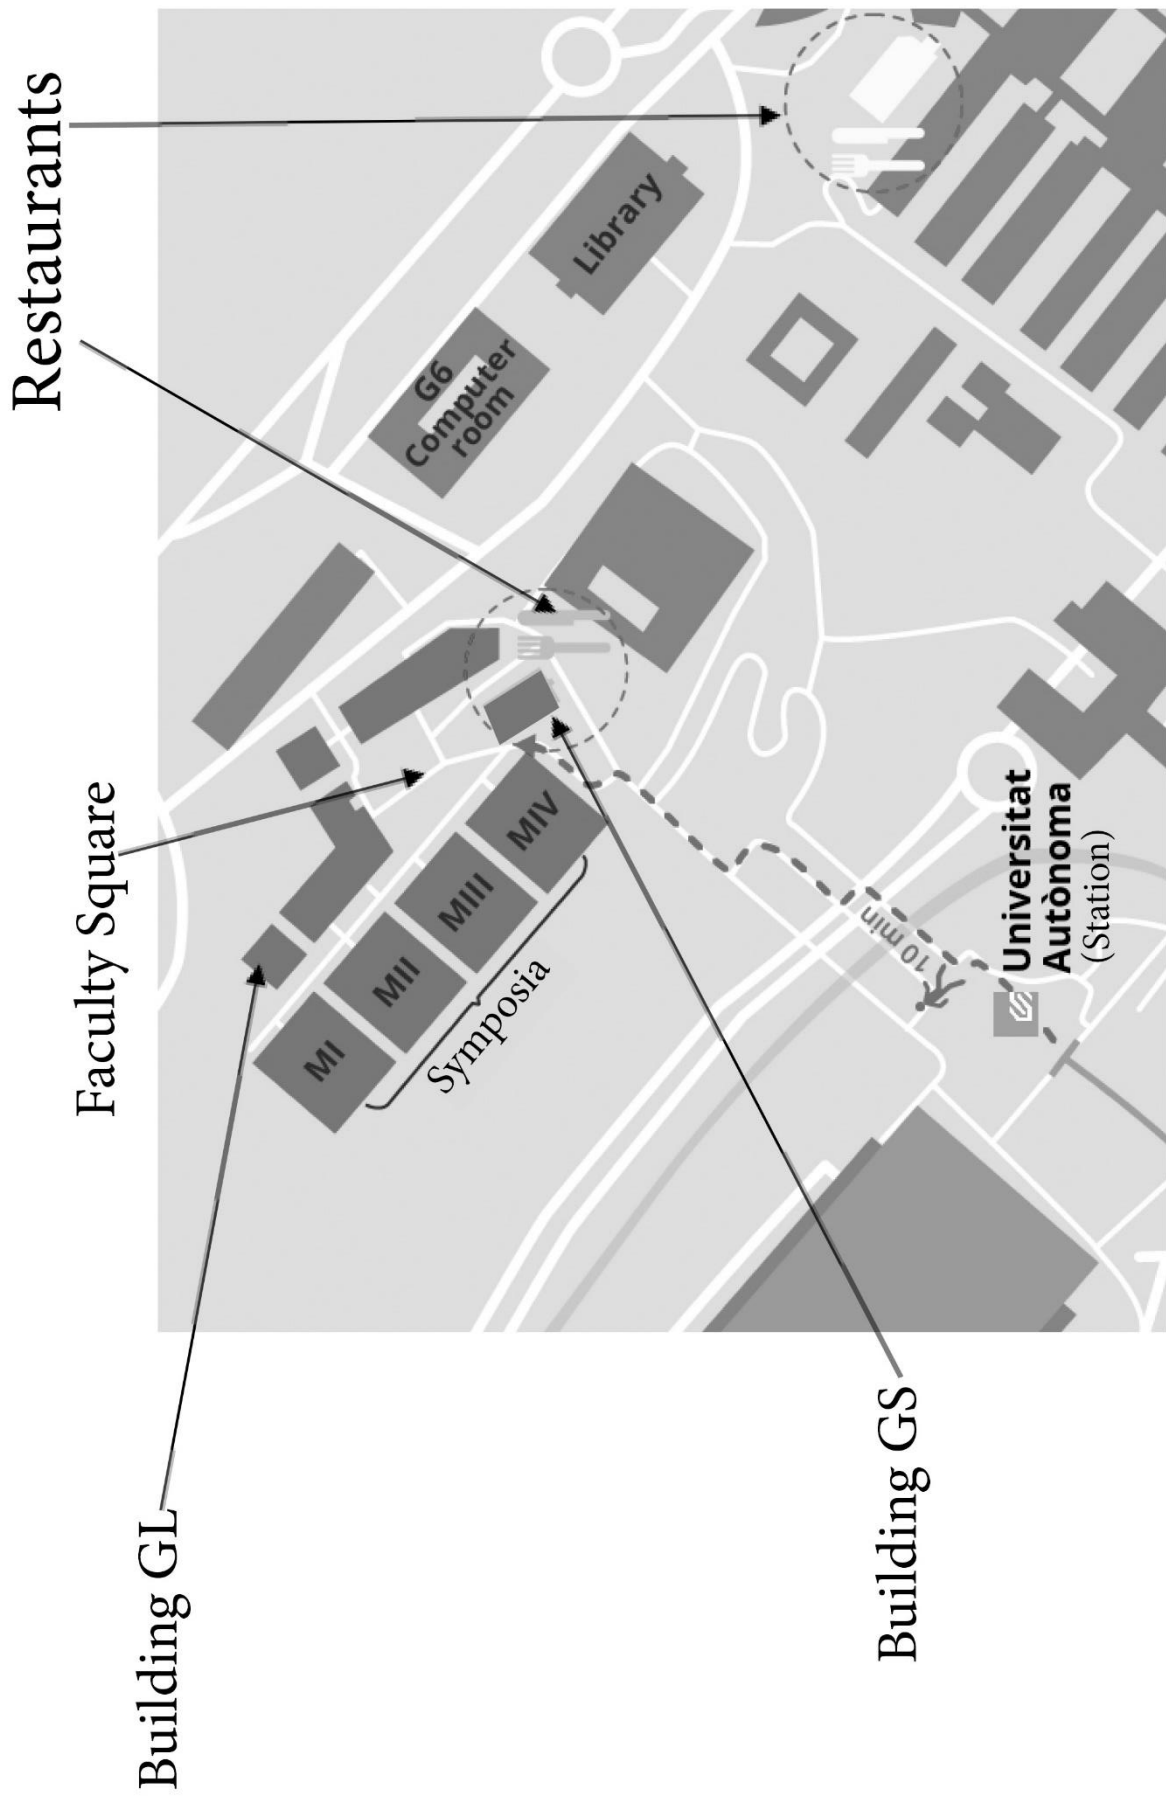 Building GL
Faculty Square
Restaurants
MI
MII
MIII
MIV
Symposia
G6
Computer
room
Library
10 min
Building GS
Universitat
Autònoma
(Station)